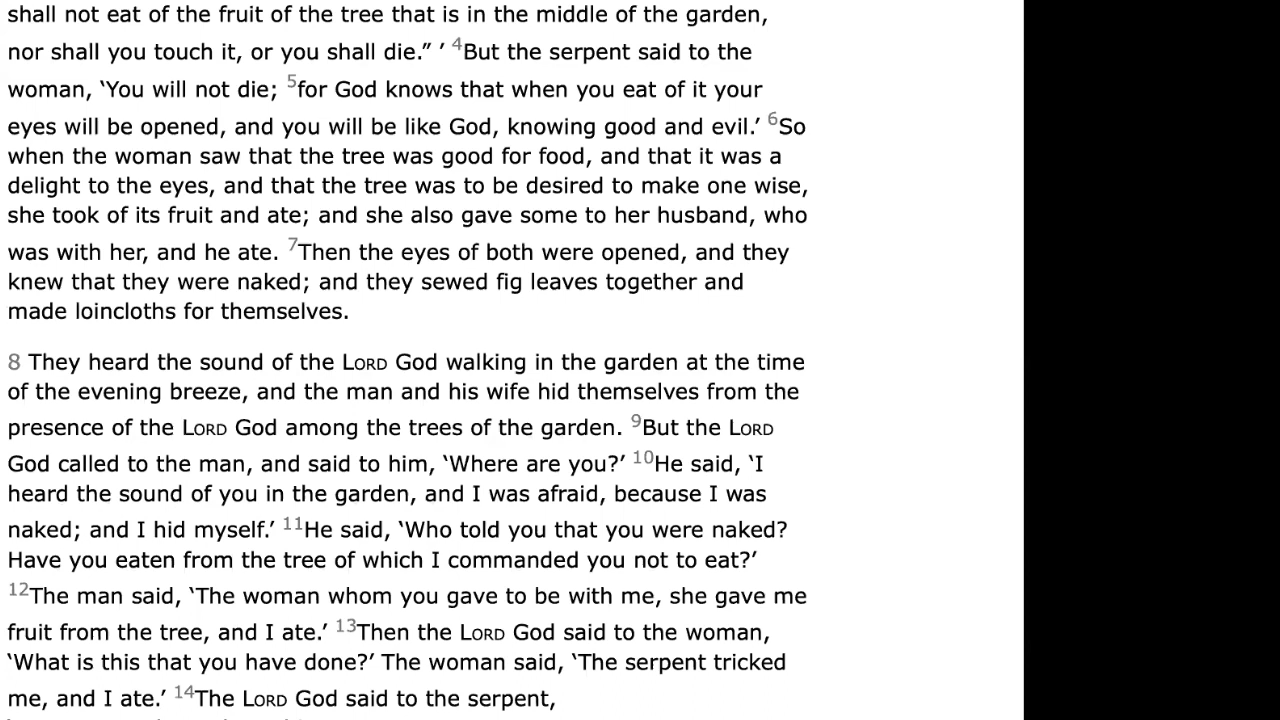 shall not eat of the fruit of the tree that is in the middle of the garden,
nor shall you touch it, or you shall die.” ’ 4But the serpent said to the
woman, ‘You will not die; 5for God knows that when you eat of it your
eyes will be opened, and you will be like God, knowing good and evil.’ 6So
when the woman saw that the tree was good for food, and that it was a
delight to the eyes, and that the tree was to be desired to make one wise,
she took of its fruit and ate; and she also gave some to her husband, who
was with her, and he ate. 7Then the eyes of both were opened, and they
knew that they were naked; and they sewed fig leaves together and
made loincloths for themselves.
8 They heard the sound of the LORD God walking in the garden at the time
of the evening breeze, and the man and his wife hid themselves from the
presence of the LORD God among the trees of the garden. 9But the LORD
God called to the man, and said to him, ‘Where are you?’ 10He said, ‘I
heard the sound of you in the garden, and I was afraid, because I was
naked; and I hid myself.’ 11He said, ‘Who told you that you were naked?
Have you eaten from the tree of which I commanded you not to eat?’
12The man said, ‘The woman whom you gave to be with me, she gave me
fruit from the tree, and I ate.’ 13Then the LORD God said to the woman,
‘What is this that you have done?’ The woman said, ‘The serpent tricked
me, and I ate.’ 14The LORD God said to the serpent,